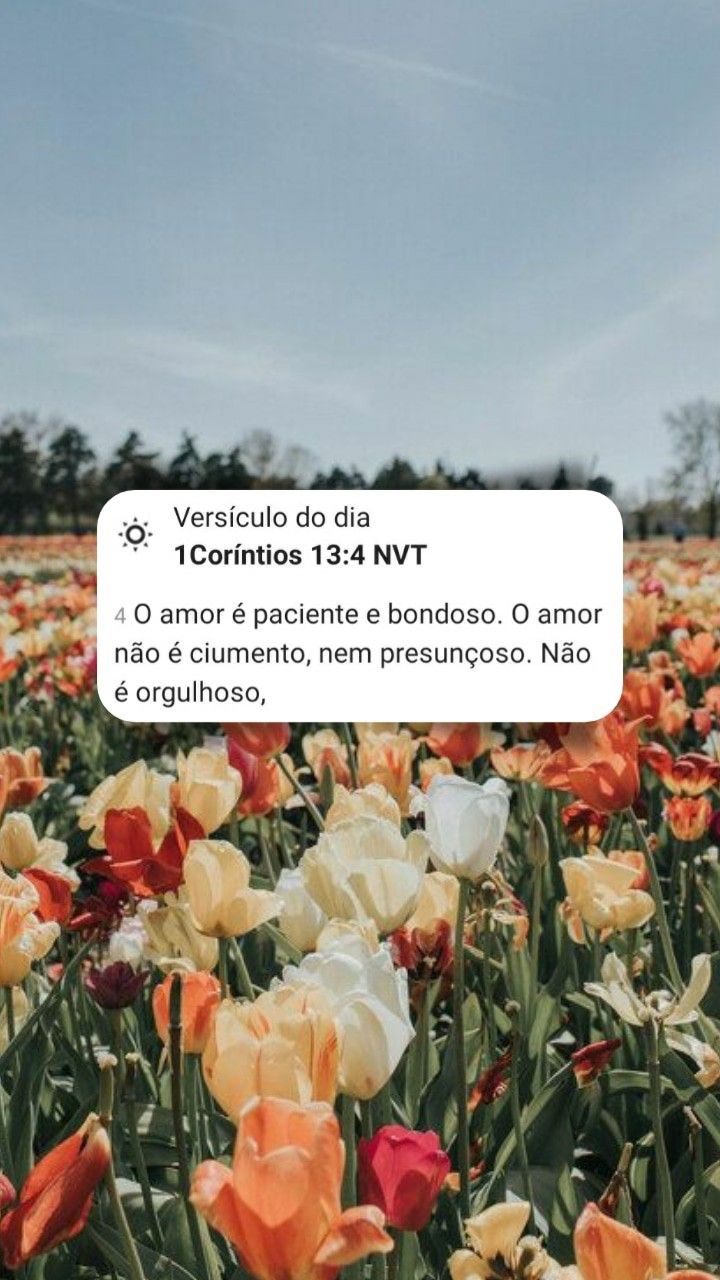 Versículo do dia
1Coríntios 13:4 NVT
4 O amor é paciente e bondoso. O amor
não é ciumento, nem presunçoso. Não
é orgulhoso,